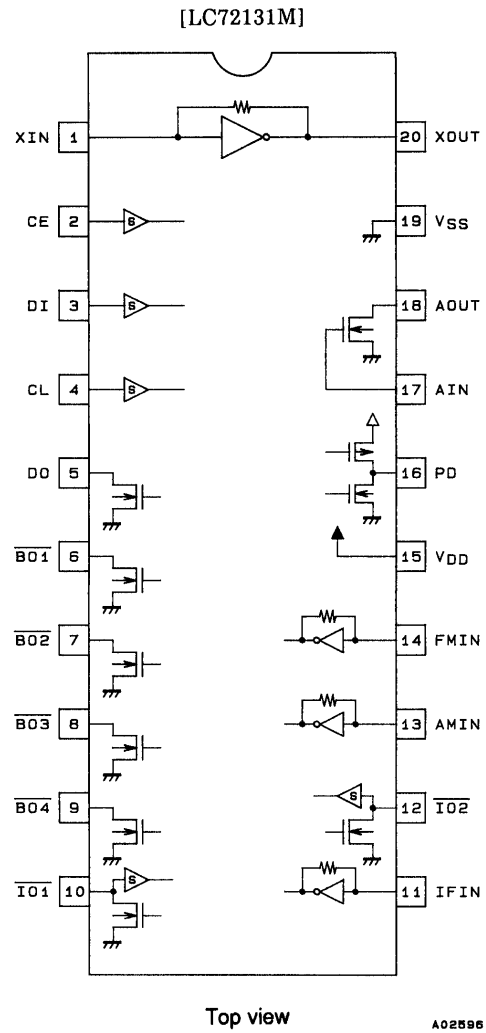 [LC72131M]
XIN 1 20 XOUT
CE 2 S 19 VSS
DI 3 S 18 AOUT
CL 4 S 17 AIN
DO 5 16 PD
BO1 6 15 VDD
BO2 7 14 FMIN
BO3 8 13 AMIN
BO4 9 S 12 IO2
IO1 10 S 11 IFIN
Top view
A02596